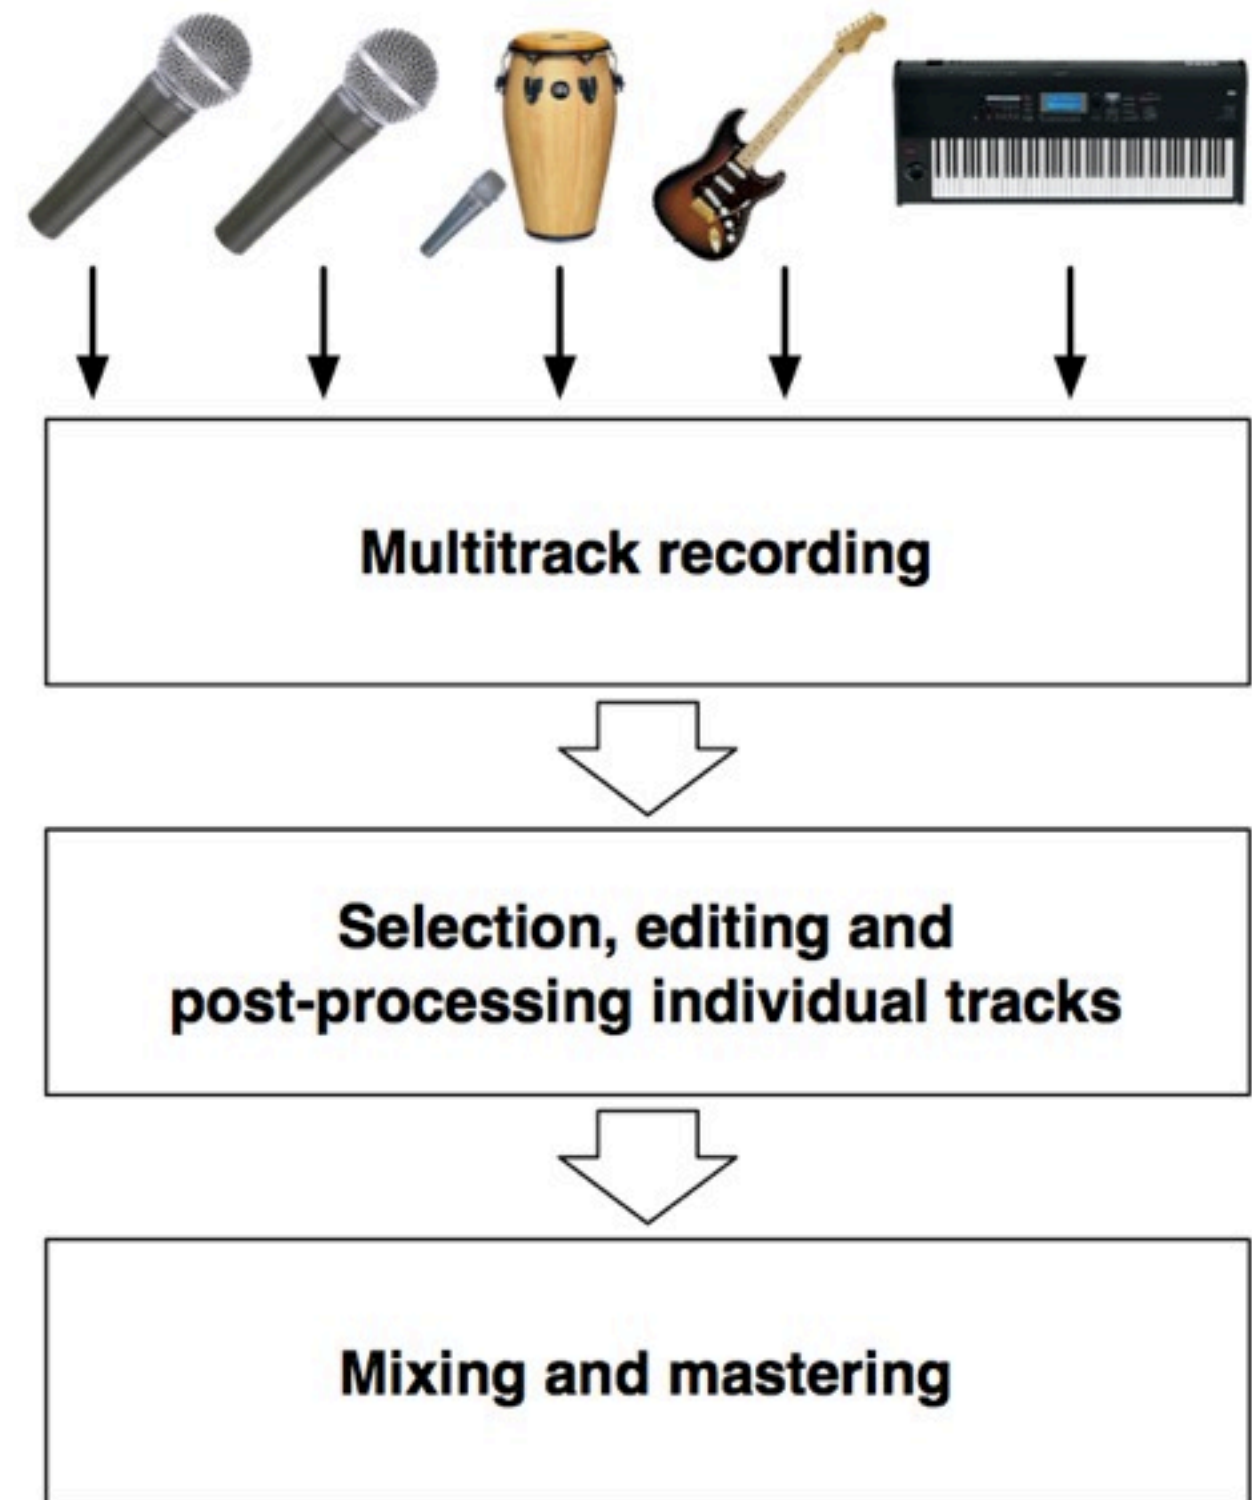 Multitrack recording
Selection, editing and
post-processing individual tracks
Mixing and mastering